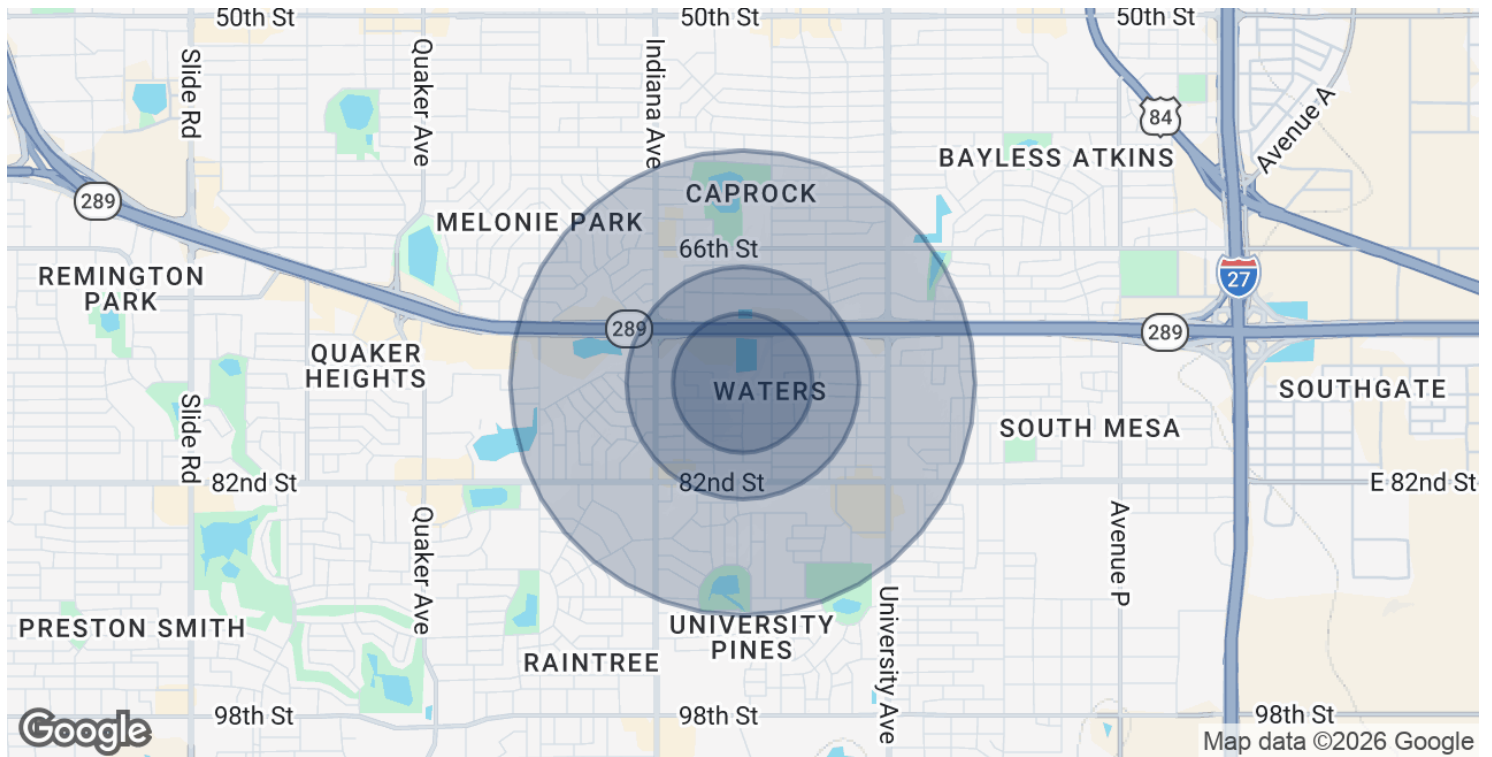 50th St
50th St
50th St
Slide Rd
Quaker Ave
Indiana Ave
84
Avenue A
BAYLESS ATKINS
CAPROCK
289
MELONIE PARK
66th St
REMINGTON
PARK
27
289
289
QUAKER
HEIGHTS
WATERS
SOUTHGATE
Slide Rd
SOUTH MESA
82nd St
82nd St
E 82nd St
Quaker Ave
Avenue P
PRESTON SMITH
UNIVERSITY
PINES
University Ave
RAINTREE
98th St
98th St
98th St
Google
Map data ©2026 Google